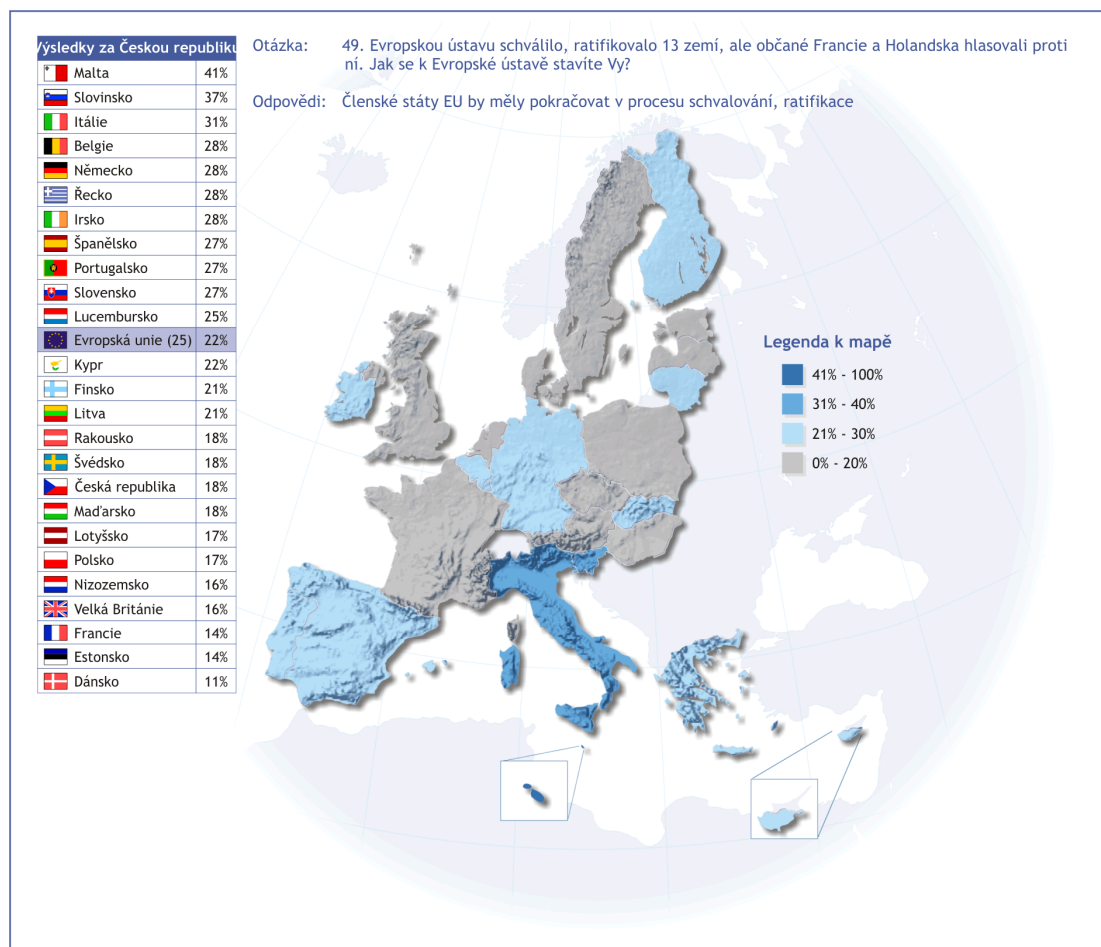 Výsledky za Českou republiku
Malta 41%
Slovinsko 37%
Itálie 31%
Belgie 28%
Německo 28%
Řecko 28%
Irsko 28%
Španělsko 27%
Portugalsko 27%
Slovensko 27%
Lucembursko 25%
Evropská unie (25) 22%
Kypr 22%
Finsko 21%
Litva 21%
Rakousko 18%
Švédsko 18%
Česká republika 18%
Maďarsko 18%
Lotyšsko 17%
Polsko 17%
Nizozemsko 16%
Velká Británie 16%
Francie 14%
Estonsko 14%
Dánsko 11%
Otázka: 49. Evropskou ústavu schválilo, ratifikovalo 13 zemí, ale občané Francie a Holandska hlasovali proti
ní. Jak se k Evropské ústavě stavíte Vy?
Odpovědi: Členské státy EU by měly pokračovat v procesu schvalování, ratifikace
Legenda k mapě
41% - 100%
31% - 40%
21% - 30%
0% - 20%